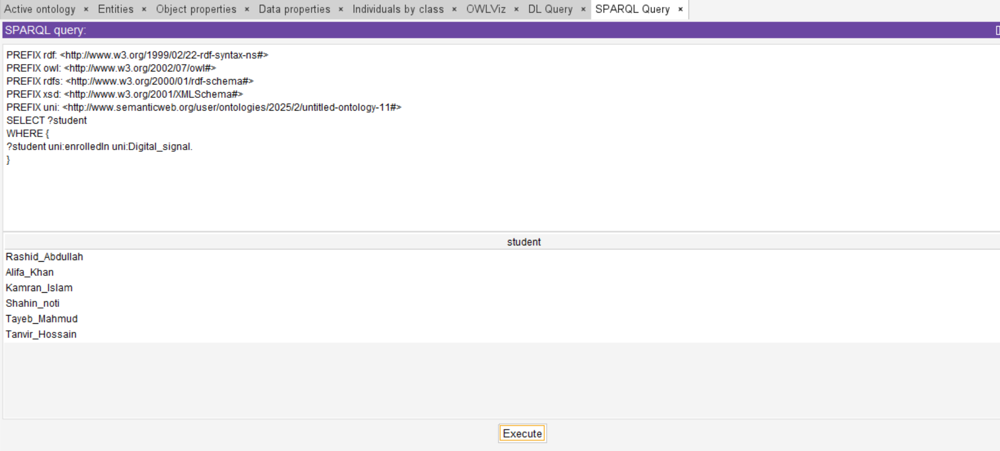 Active ontology × Entities × Object properties × Data properties × Individuals by class × OWLViz × DL Query × SPARQL Query ×
SPARQL query:
PREFIX rdf: <http://www.w3.org/1999/02/22-rdf-syntax-ns#>
PREFIX owl: <http://www.w3.org/2002/07/owl#>
PREFIX rdfs: <http://www.w3.org/2000/01/rdf-schema#>
PREFIX xsd: <http://www.w3.org/2001/XMLSchema#>
PREFIX uni: <http://www.semanticweb.org/user/ontologies/2025/2/untitled-ontology-11#>
SELECT ?student
WHERE {
?student uni:enrolledIn uni:Digital_signal.
}
student
Rashid_Abdullah
Alifa_Khan
Kamran_Islam
Shahin_noti
Tayeb_Mahmud
Tanvir_Hossain
Execute